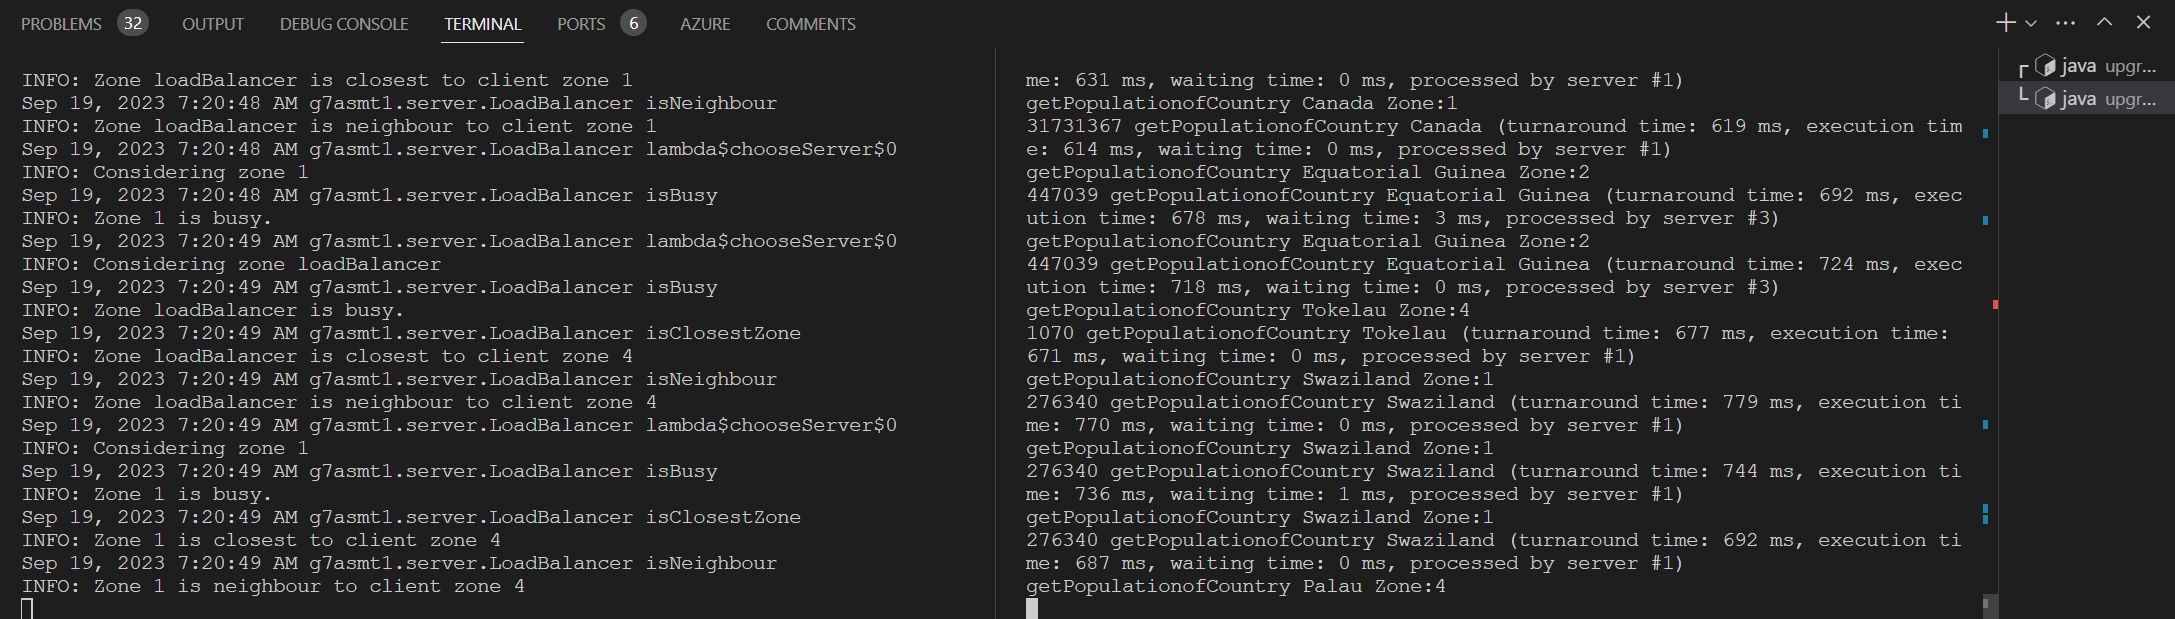 PROBLEMS 32 OUTPUT DEBUG CONSOLE TERMINAL PORTS 6 AZURE COMMENTS
INFO: Zone loadBalancer is closest to client zone 1
Sep 19, 2023 7:20:48 AM g7asmt1.server.LoadBalancer isNeighbour
INFO: Zone loadBalancer is neighbour to client zone 1
Sep 19, 2023 7:20:48 AM g7asmt1.server.LoadBalancer lambda$chooseServer$0
INFO: Considering zone 1
Sep 19, 2023 7:20:48 AM g7asmt1.server.LoadBalancer isBusy
INFO: Zone 1 is busy.
Sep 19, 2023 7:20:49 AM g7asmt1.server.LoadBalancer lambda$chooseServer$0
INFO: Considering zone loadBalancer
Sep 19, 2023 7:20:49 AM g7asmt1.server.LoadBalancer isBusy
INFO: Zone loadBalancer is busy.
Sep 19, 2023 7:20:49 AM g7asmt1.server.LoadBalancer isClosestZone
INFO: Zone loadBalancer is closest to client zone 4
Sep 19, 2023 7:20:49 AM g7asmt1.server.LoadBalancer isNeighbour
INFO: Zone loadBalancer is neighbour to client zone 4
Sep 19, 2023 7:20:49 AM g7asmt1.server.LoadBalancer lambda$chooseServer$0
INFO: Considering zone 1
Sep 19, 2023 7:20:49 AM g7asmt1.server.LoadBalancer isBusy
INFO: Zone 1 is busy.
Sep 19, 2023 7:20:49 AM g7asmt1.server.LoadBalancer isClosestZone
INFO: Zone 1 is closest to client zone 4
Sep 19, 2023 7:20:49 AM g7asmt1.server.LoadBalancer isNeighbour
INFO: Zone 1 is neighbour to client zone 4
me: 631 ms, waiting time: 0 ms, processed by server #1)
getPopulationofCountry Canada Zone:1
31731367 getPopulationofCountry Canada (turnaround time: 619 ms, execution tim
e: 614 ms, waiting time: 0 ms, processed by server #1)
getPopulationofCountry Equatorial Guinea Zone:2
447039 getPopulationofCountry Equatorial Guinea (turnaround time: 692 ms, exec
ution time: 678 ms, waiting time: 3 ms, processed by server #3)
getPopulationofCountry Equatorial Guinea Zone:2
447039 getPopulationofCountry Equatorial Guinea (turnaround time: 724 ms, exec
ution time: 718 ms, waiting time: 0 ms, processed by server #3)
getPopulationofCountry Tokelau Zone:4
1070 getPopulationofCountry Tokelau (turnaround time: 677 ms, execution time:
671 ms, waiting time: 0 ms, processed by server #1)
getPopulationofCountry Swaziland Zone:1
276340 getPopulationofCountry Swaziland (turnaround time: 779 ms, execution ti
me: 770 ms, waiting time: 0 ms, processed by server #1)
getPopulationofCountry Swaziland Zone:1
276340 getPopulationofCountry Swaziland (turnaround time: 744 ms, execution ti
me: 736 ms, waiting time: 1 ms, processed by server #1)
getPopulationofCountry Swaziland Zone:1
276340 getPopulationofCountry Swaziland (turnaround time: 692 ms, execution ti
me: 687 ms, waiting time: 0 ms, processed by server #1)
getPopulationofCountry Palau Zone:4
java upgr...
java upgr...